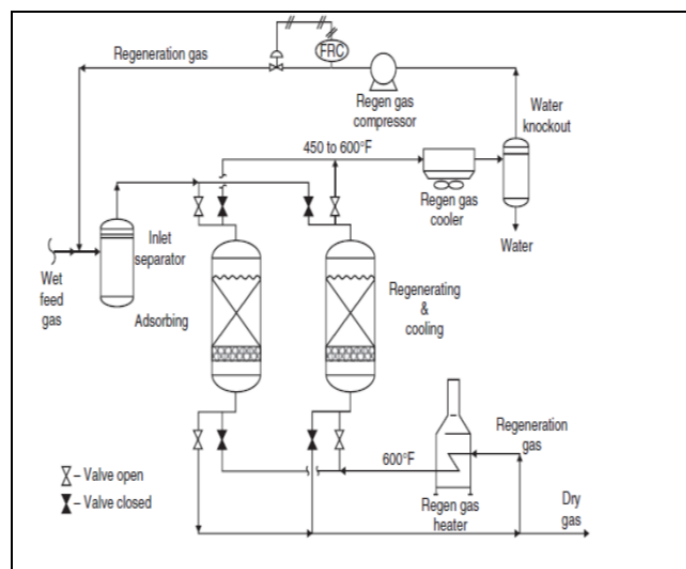 Regeneration gas
FRC
Regen gas
compressor
Water
knockout
450 to 600°F
Regen gas
cooler
Water
Inlet
separator
Wet
feed
gas
Adsorbing
Regenerating
&
cooling
Regeneration
gas
600°F
Regen gas
heater
Dry
gas
– Valve open
– Valve closed